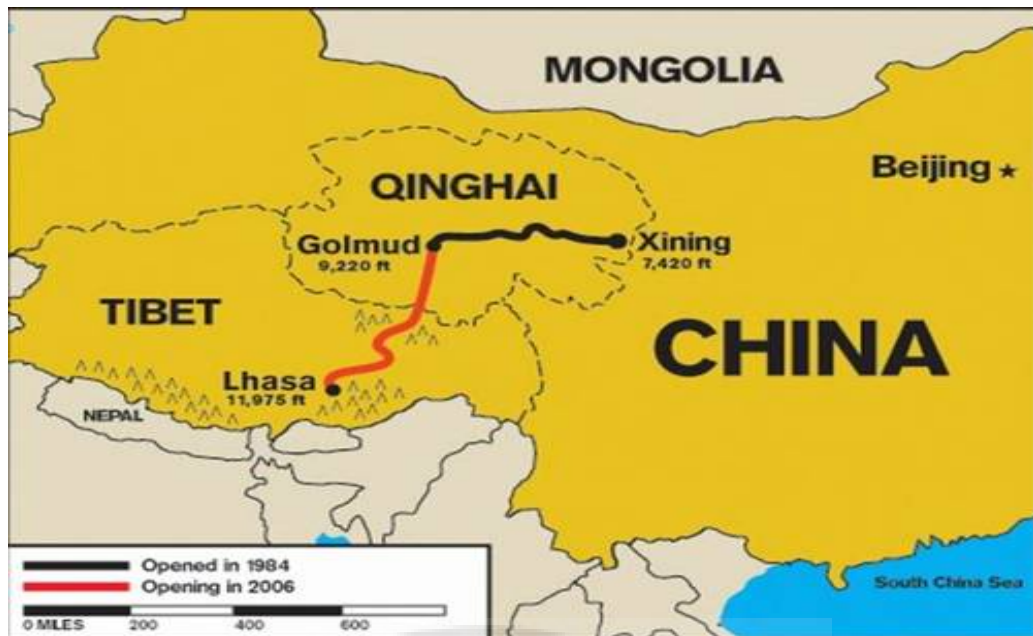 MONGOLIA
Beijing
QINGHAI
Golmud
9,220 ft
Xining
7,420 ft
TIBET
CHINA
Lhasa
11,975 ft
NEPAL
Opened in 1984
Opening in 2006
0 MILES 200 400 600
South China Sea